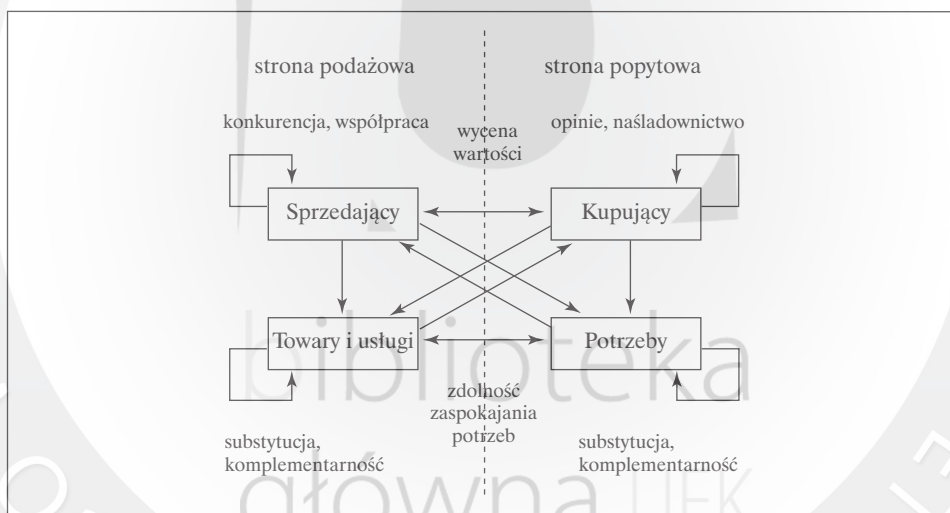 strona podażowa
strona popytowa
konkurencja, współpraca
opinie, naśladownictwo
wycena
wartości
Sprzedający
Kupujący
Towary i usługi
Potrzeby
zdolność
zaspokajania
potrzeb
substytucja,
komplementarność
substytucja,
komplementarność
biblioteka
główna UEK